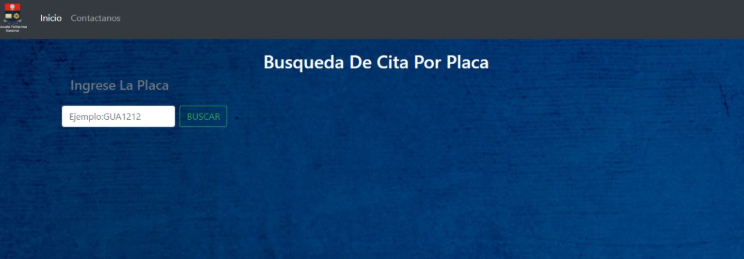 Inicio Contactanos
Busqueda De Cita Por Placa
Ingrese La Placa
Ejemplo:GUA1212 BUSCAR